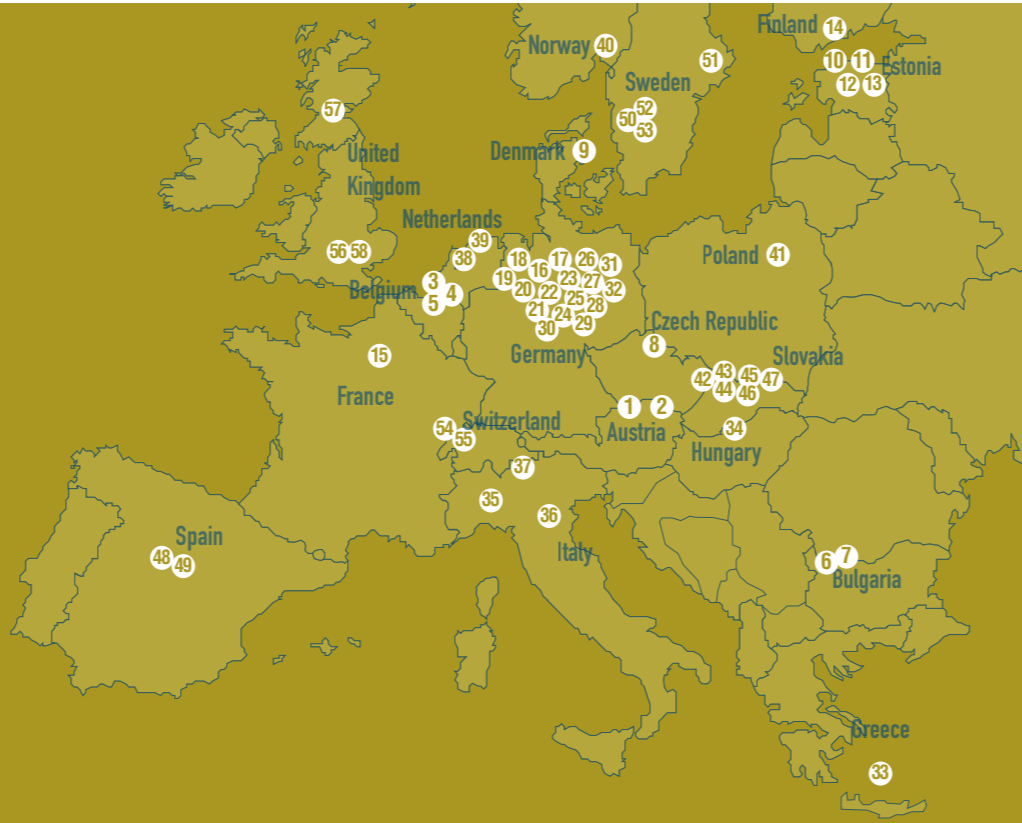 Finland 14
Norway 40
51
10 11 Estonia
Sweden
12 13
57
52
50
53
Denmark 9
United
Kingdom
Netherlands
39
56 58
38
18 17 26 31
Poland 41
16
19 23 27
3
Belgium 4
5
20 22 25 32
21 24 28
30 29
Czech Republic
8
15
Germany
Slovakia
43 45
42 47
44 46
France
1 2
Switzerland
54
55
Austria
34
Hungary
37
35
36
Spain
48
49
Italy
6 7
Bulgaria
Greece
33